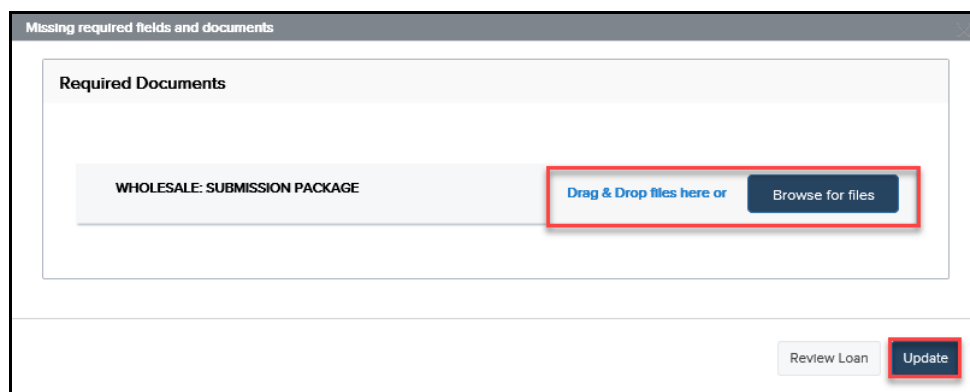 Missing required fields and documents
Required Documents
WHOLESALE: SUBMISSION PACKAGE
Drag & Drop files here or
Browse for files
Review Loan
Update